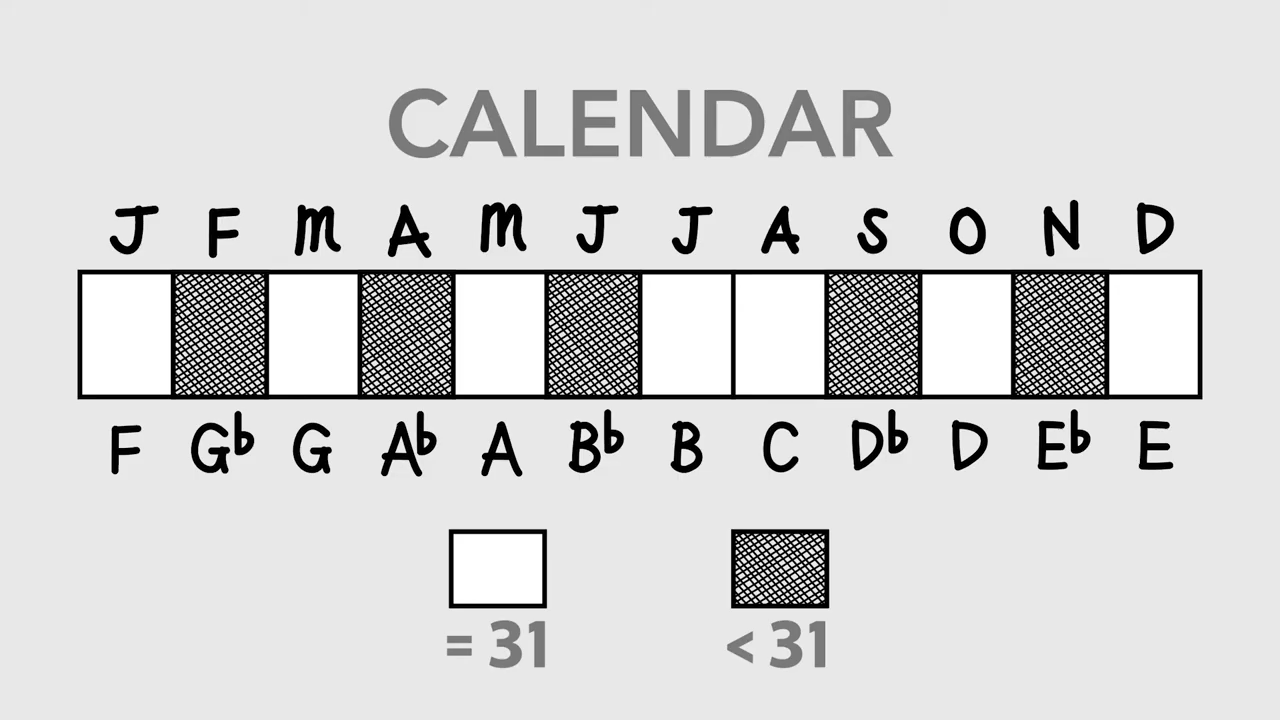 CALENDAR
J F M A M J J A S O N D
F G♭ G A♭ A B♭ B C D♭ D E♭ E
= 31 < 31